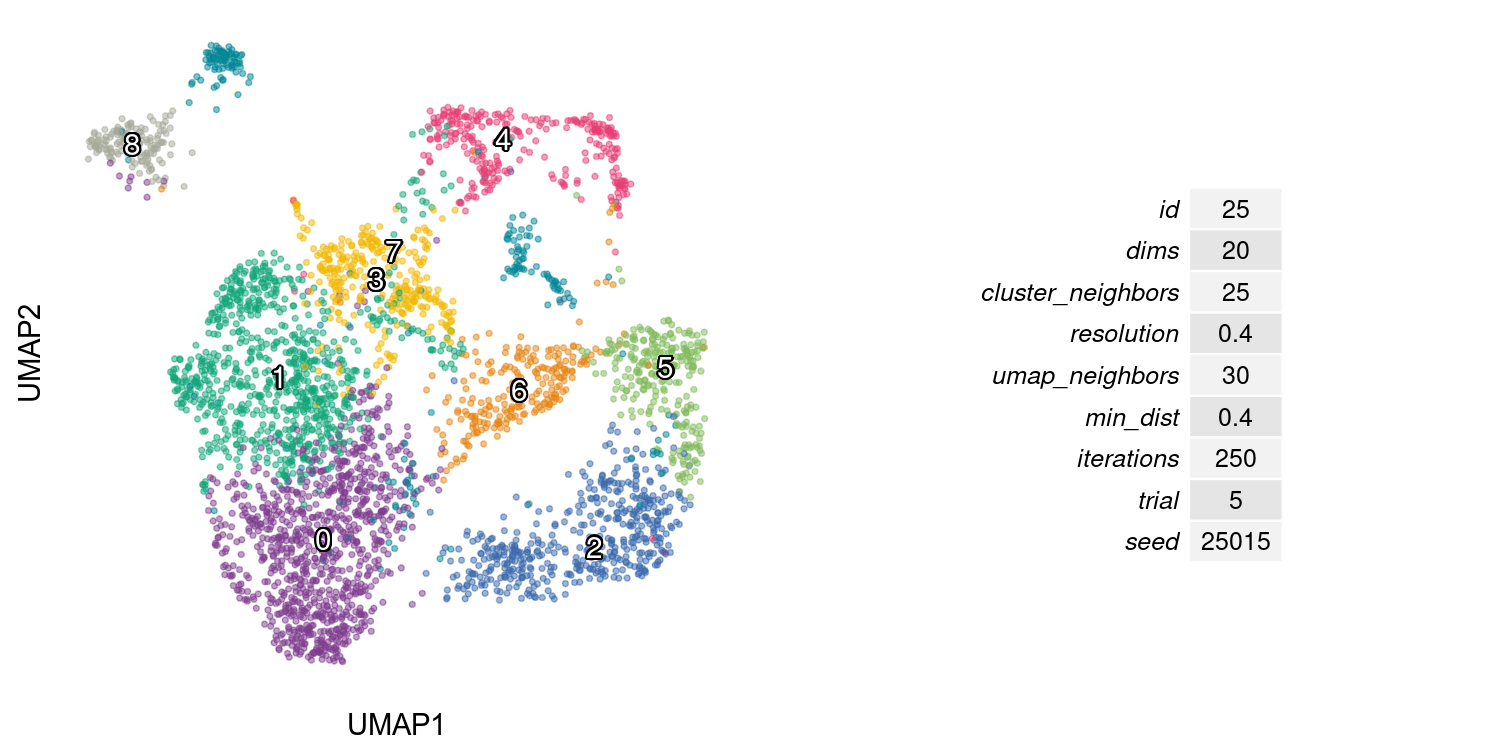 8
4
7
3
1
5
6
0
2
UMAP2
UMAP1
id 25
dims 20
cluster_neighbors 25
resolution 0.4
umap_neighbors 30
min_dist 0.4
iterations 250
trial 5
seed 25015